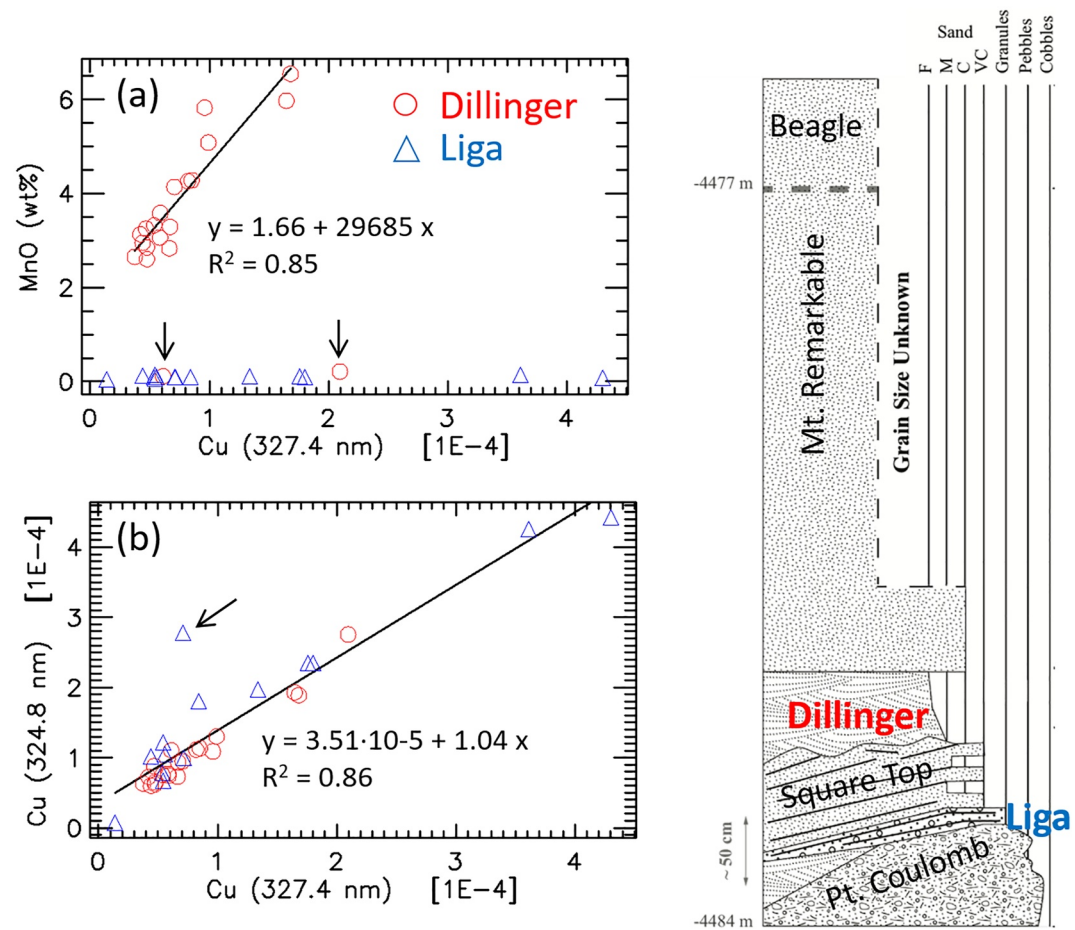 (a)
Dillinger
Liga
y = 1.66 + 29685 x
R² = 0.85
MnO (wt%)
6
4
2
0
0 1 2 3 4
Cu (327.4 nm) [1E-4]
(b)
y = 3.51·10-5 + 1.04 x
R² = 0.86
Cu (324.8 nm) [1E-4]
4
3
2
1
0
0 1 2 3 4
Cu (327.4 nm) [1E-4]
Sand
F M C VC Granules Pebbles Cobbles
Beagle
-4477 m
Mt. Remarkable
Grain Size Unknown
Dillinger
Square Top
Liga
~ 50 cm
Pt. Coulomb
-4484 m